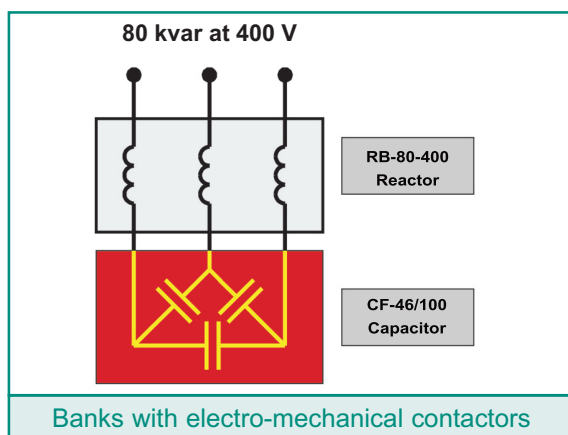 80 kvar at 400 V
RB-80-400
Reactor
CF-46/100
Capacitor
Banks with electro-mechanical contactors